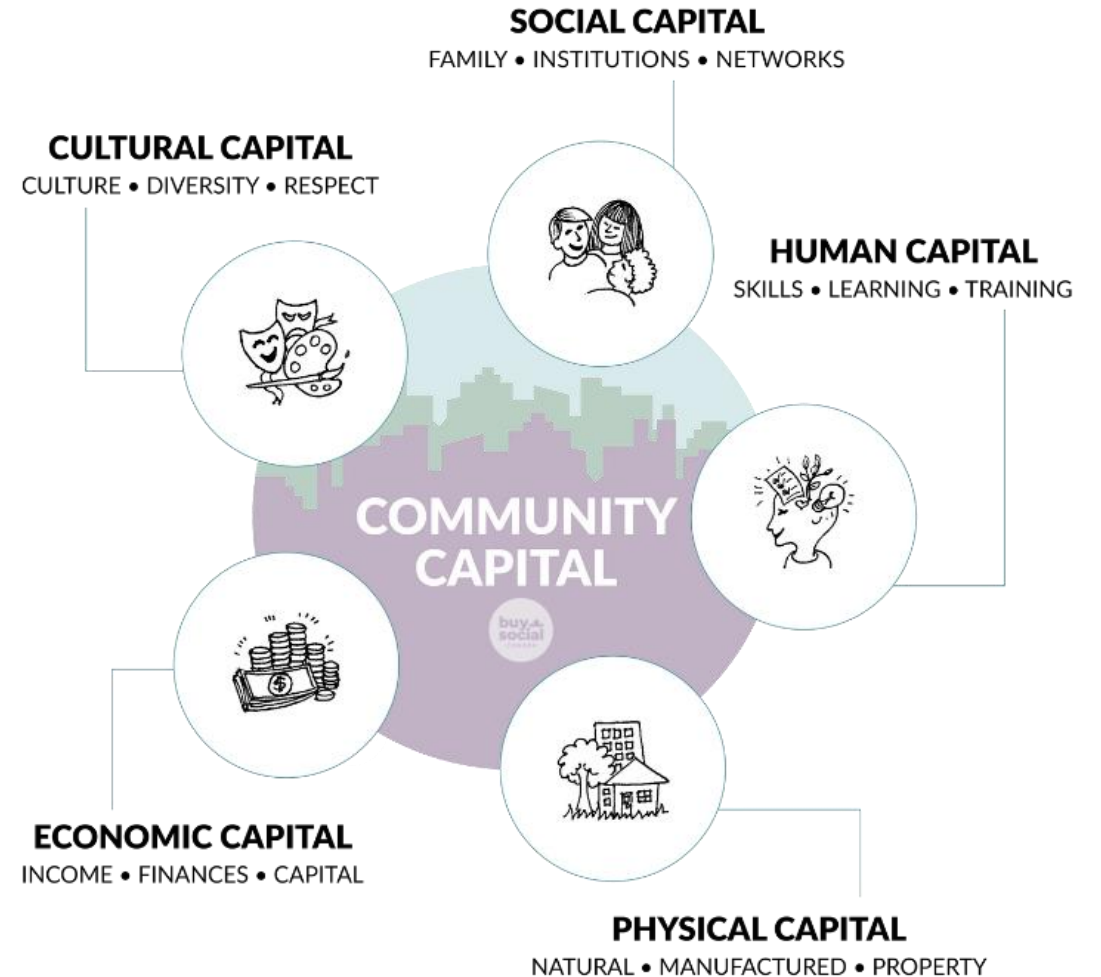 SOCIAL CAPITAL
FAMILY • INSTITUTIONS • NETWORKS
CULTURAL CAPITAL
CULTURE • DIVERSITY • RESPECT
HUMAN CAPITAL
SKILLS • LEARNING • TRAINING
COMMUNITY
CAPITAL
buy
social
ECONOMIC CAPITAL
INCOME • FINANCES • CAPITAL
PHYSICAL CAPITAL
NATURAL • MANUFACTURED • PROPERTY